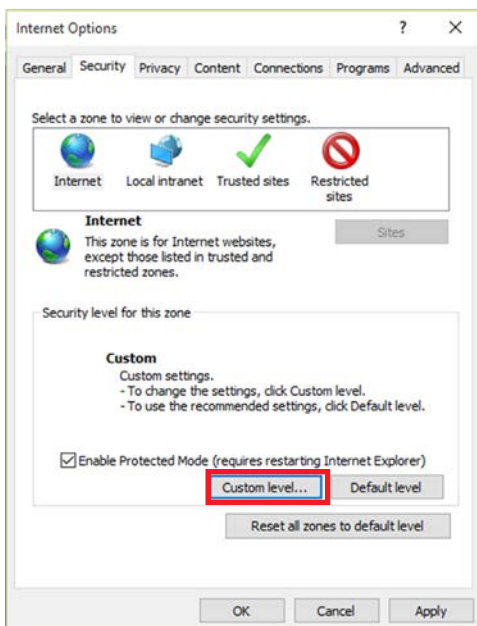 Internet Options ? ×
General Security Privacy Content Connections Programs Advanced
Select a zone to view or change security settings.
Internet Local intranet Trusted sites Restricted
sites
Internet
Sites
This zone is for Internet websites,
except those listed in trusted and
restricted zones.
Security level for this zone
Custom
Custom settings.
- To change the settings, click Custom level.
- To use the recommended settings, click Default level.
Enable Protected Mode (requires restarting Internet Explorer)
Custom level... Default level
Reset all zones to default level
OK Cancel Apply